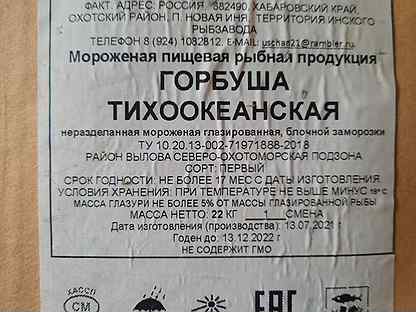 ФАКТ. АДРЕС: РОССИЯ 682490, ХАБАРОВСКИЙ КРАЙ,
ОХОТСКИЙ РАЙОН, П. НОВАЯ ИНЯ, ТЕРРИТОРИЯ ИНСКОГО
РЫБЗАВОДА
ТЕЛЕФОН 8 (924) 1082812. E-MAIL: uschas21@rambler.ru
Мороженая пищевая рыбная продукция
ГОРБУША
ТИХООКЕАНСКАЯ
неразделанная мороженая глазированная, блочной заморозки
ТУ 10.20.13-002-71971888-2018
РАЙОН ВЫЛОВА СЕВЕРО-ОХОТОМОРСКАЯ ПОДЗОНА
СОРТ: ПЕРВЫЙ
СРОК ГОДНОСТИ: НЕ БОЛЕЕ 17 МЕС С ДАТЫ ИЗГОТОВЛЕНИЯ
УСЛОВИЯ ХРАНЕНИЯ: ПРИ ТЕМПЕРАТУРЕ НЕ ВЫШЕ МИНУС 18°С
МАССА ГЛАЗУРИ НЕ БОЛЕЕ 5% ОТ МАССЫ ГЛАЗИРОВАННОЙ РЫБЫ
МАССА НЕТТО: 22 КГ 1 СМЕНА
Дата изготовления (производства): 13.07.2021 г
Годен до: 13.12.2022 г
НЕ СОДЕРЖИТ ГМО
ХАССП
СМ
ЕАС